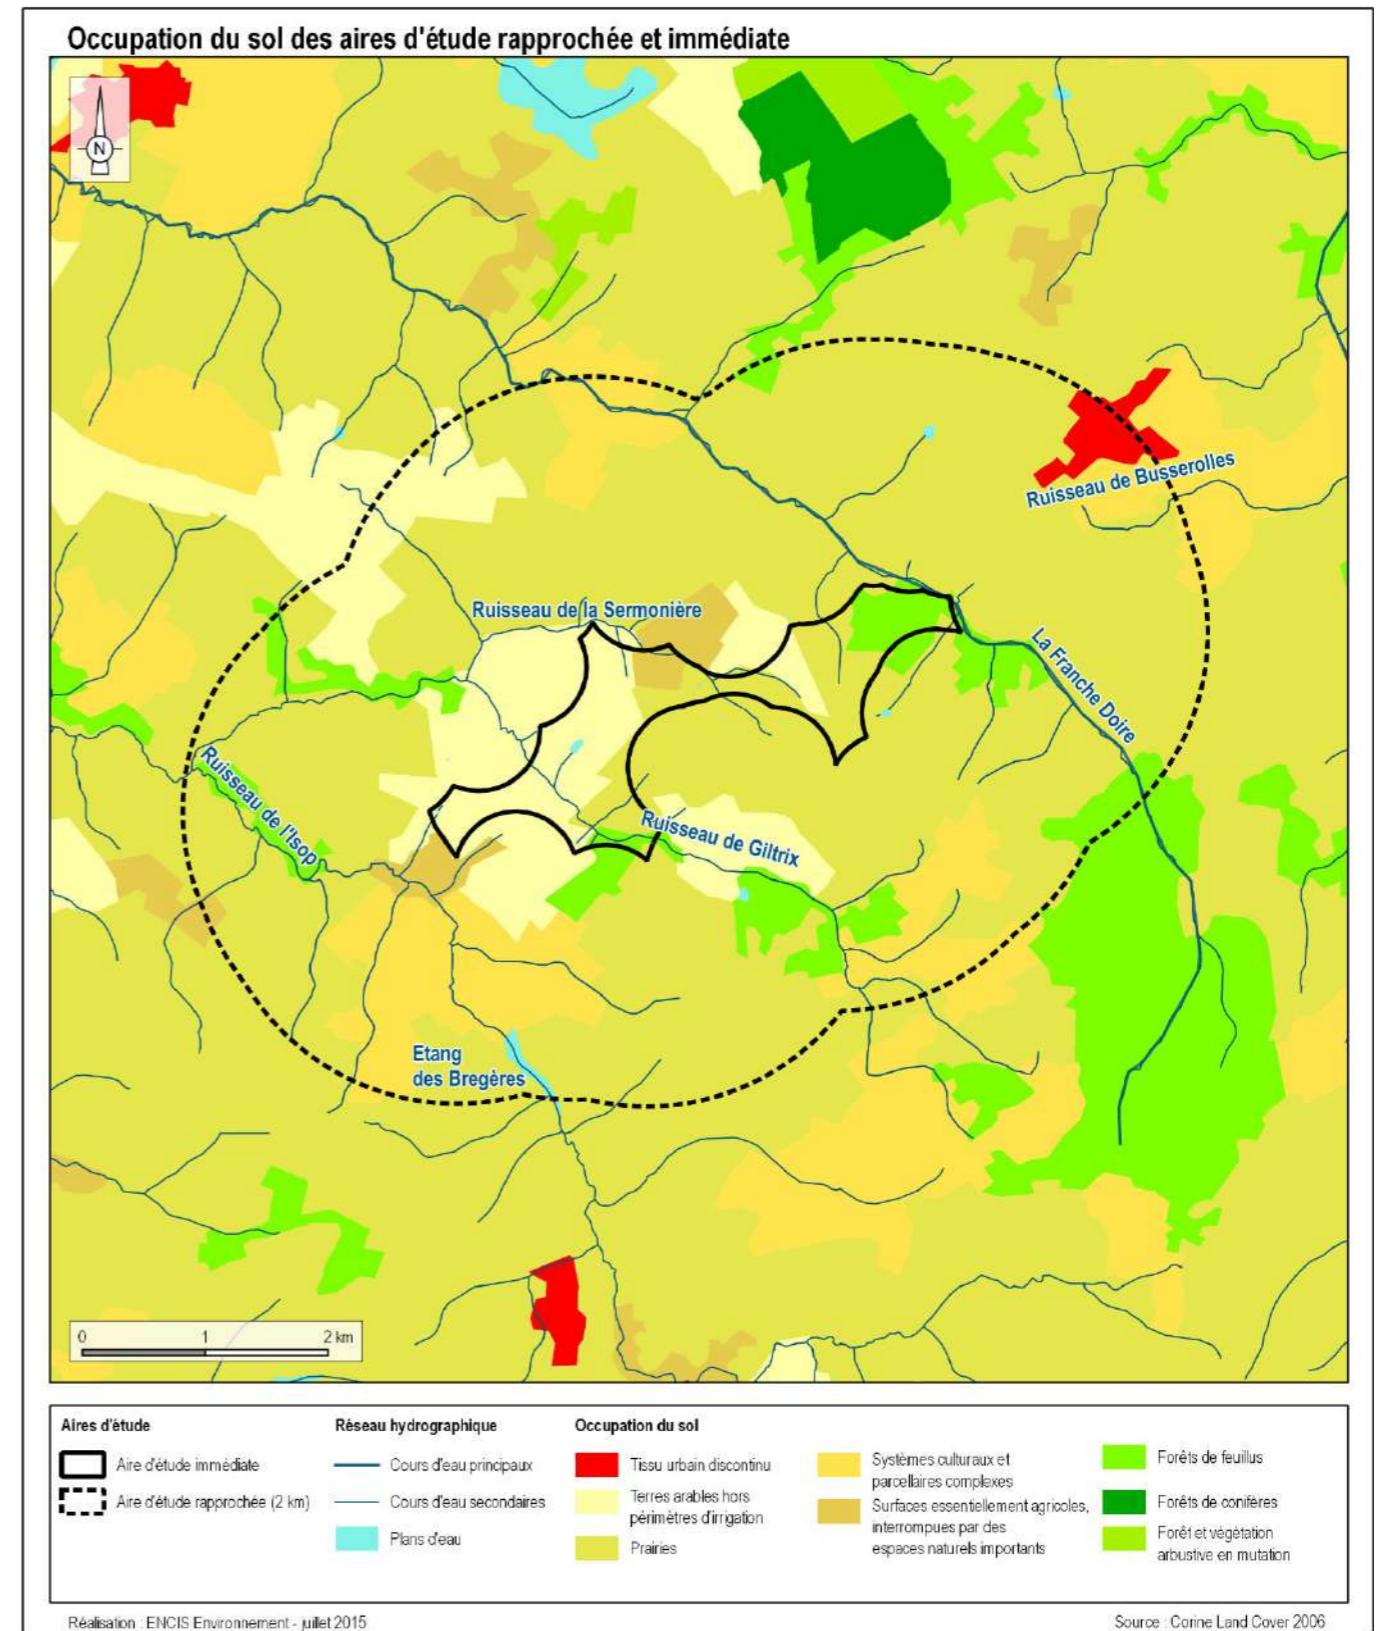 Occupation du sol des aires d'étude rapprochée et immédiate
N
Ruisseau de Busserolles
Ruisseau de la Sermonière
La Franche Doire
Ruisseau de l'Isop
Ruisseau de Giltrix
Etang
des Bregères
0 1 2 km
Aires d'étude
Aire d'étude immédiate
Aire d'étude rapprochée (2 km)
Réseau hydrographique
Cours d'eau principaux
Cours d'eau secondaires
Plans d'eau
Occupation du sol
Tissu urbain discontinu
Terres arables hors
périmètres d'irrigation
Prairies
Systèmes culturaux et
parcellaires complexes
Surfaces essentiellement agricoles,
interrompues par des
espaces naturels importants
Forêts de feuillus
Forêts de conifères
Forêt et végétation
arbustive en mutation
Réalisation : ENCIS Environnement - juillet 2015
Source : Corine Land Cover 2006